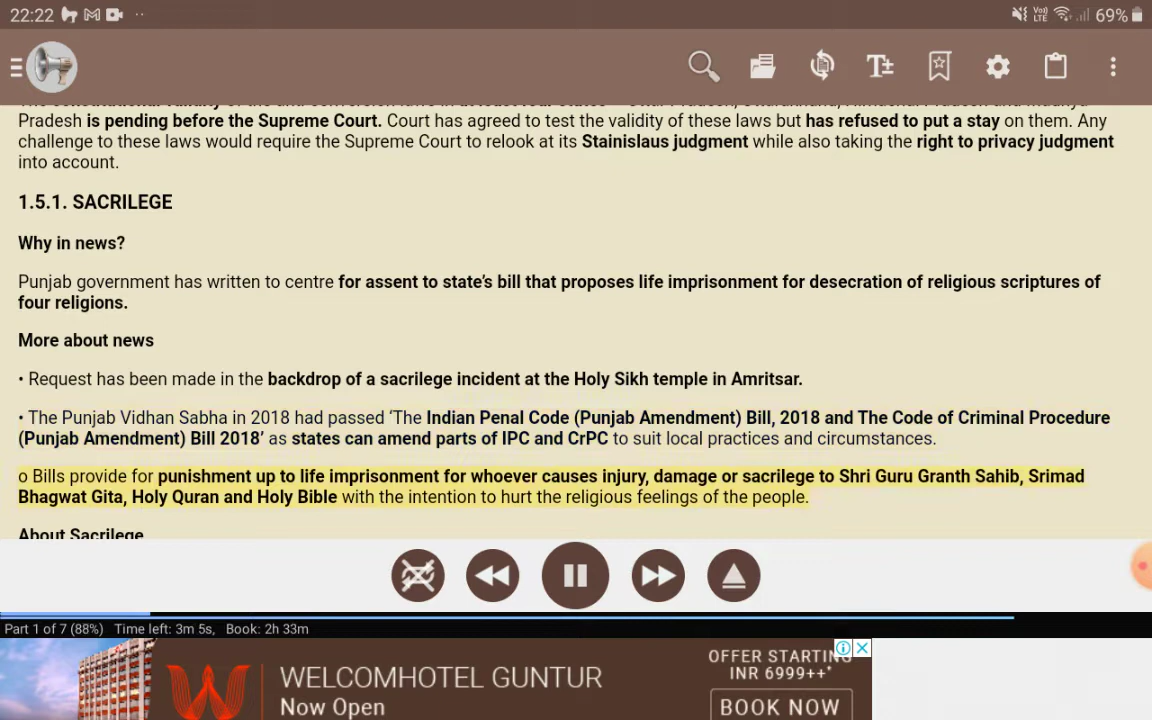 22:22
69%
Pradesh is pending before the Supreme Court. Court has agreed to test the validity of these laws but has refused to put a stay on them. Any
challenge to these laws would require the Supreme Court to relook at its Stainislaus judgment while also taking the right to privacy judgment
into account.
1.5.1. SACRILEGE
Why in news?
Punjab government has written to centre for assent to state's bill that proposes life imprisonment for desecration of religious scriptures of
four religions.
More about news
• Request has been made in the backdrop of a sacrilege incident at the Holy Sikh temple in Amritsar.
• The Punjab Vidhan Sabha in 2018 had passed 'The Indian Penal Code (Punjab Amendment) Bill, 2018 and The Code of Criminal Procedure
(Punjab Amendment) Bill 2018' as states can amend parts of IPC and CrPC to suit local practices and circumstances.
o Bills provide for punishment up to life imprisonment for whoever causes injury, damage or sacrilege to Shri Guru Granth Sahib, Srimad
Bhagwat Gita, Holy Quran and Holy Bible with the intention to hurt the religious feelings of the people.
About Sacrilege
Part 1 of 7 (88%) Time left: 3m 5s, Book: 2h 33m
WELCOMHOTEL GUNTUR
Now Open
OFFER STARTING
INR 6999++*
BOOK NOW